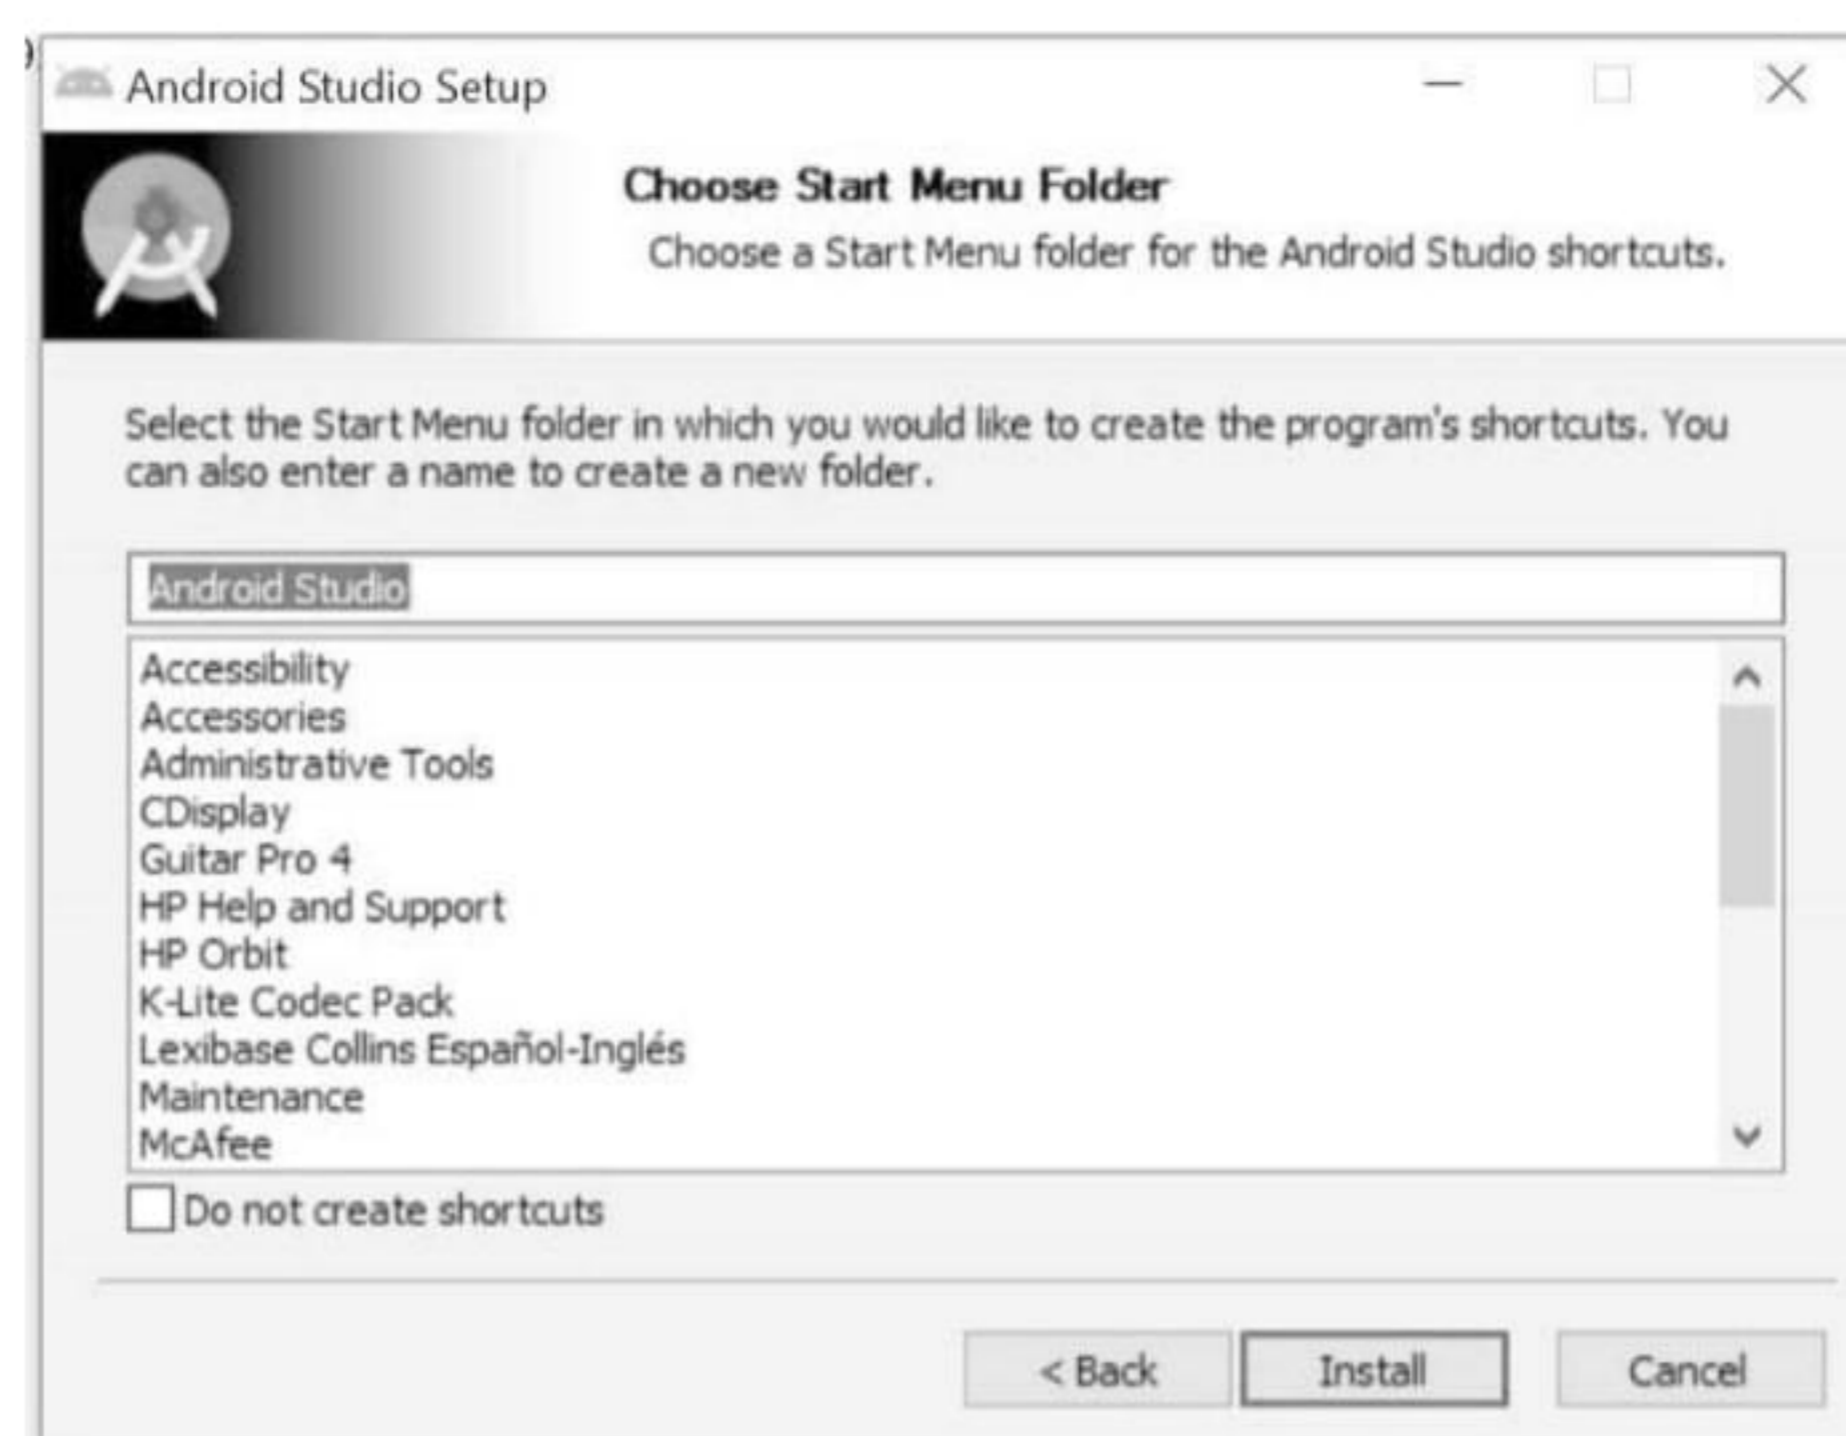 Android Studio Setup
Choose Start Menu Folder
Choose a Start Menu folder for the Android Studio shortcuts.
Select the Start Menu folder in which you would like to create the program's shortcuts. You
can also enter a name to create a new folder.
Android Studio
Accessibility
Accessories
Administrative Tools
CDisplay
Guitar Pro 4
HP Help and Support
HP Orbit
K-Lite Codec Pack
Lexibase Collins Español-Inglés
Maintenance
McAfee
Do not create shortcuts
< Back
Install
Cancel